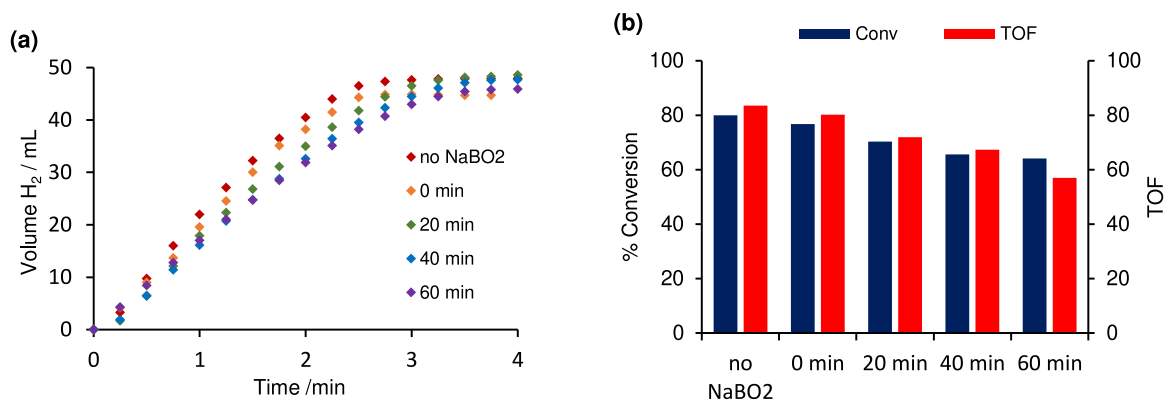 (a)
50
40
30
20
10
0
Volume H2 / mL
0 1 2 3 4
Time /min
no NaBO2
0 min
20 min
40 min
60 min
(b)
Conv TOF
100
80
60
40
20
0
% Conversion
100
80
60
40
20
0
TOF
no 0 min 20 min 40 min 60 min
NaBO2